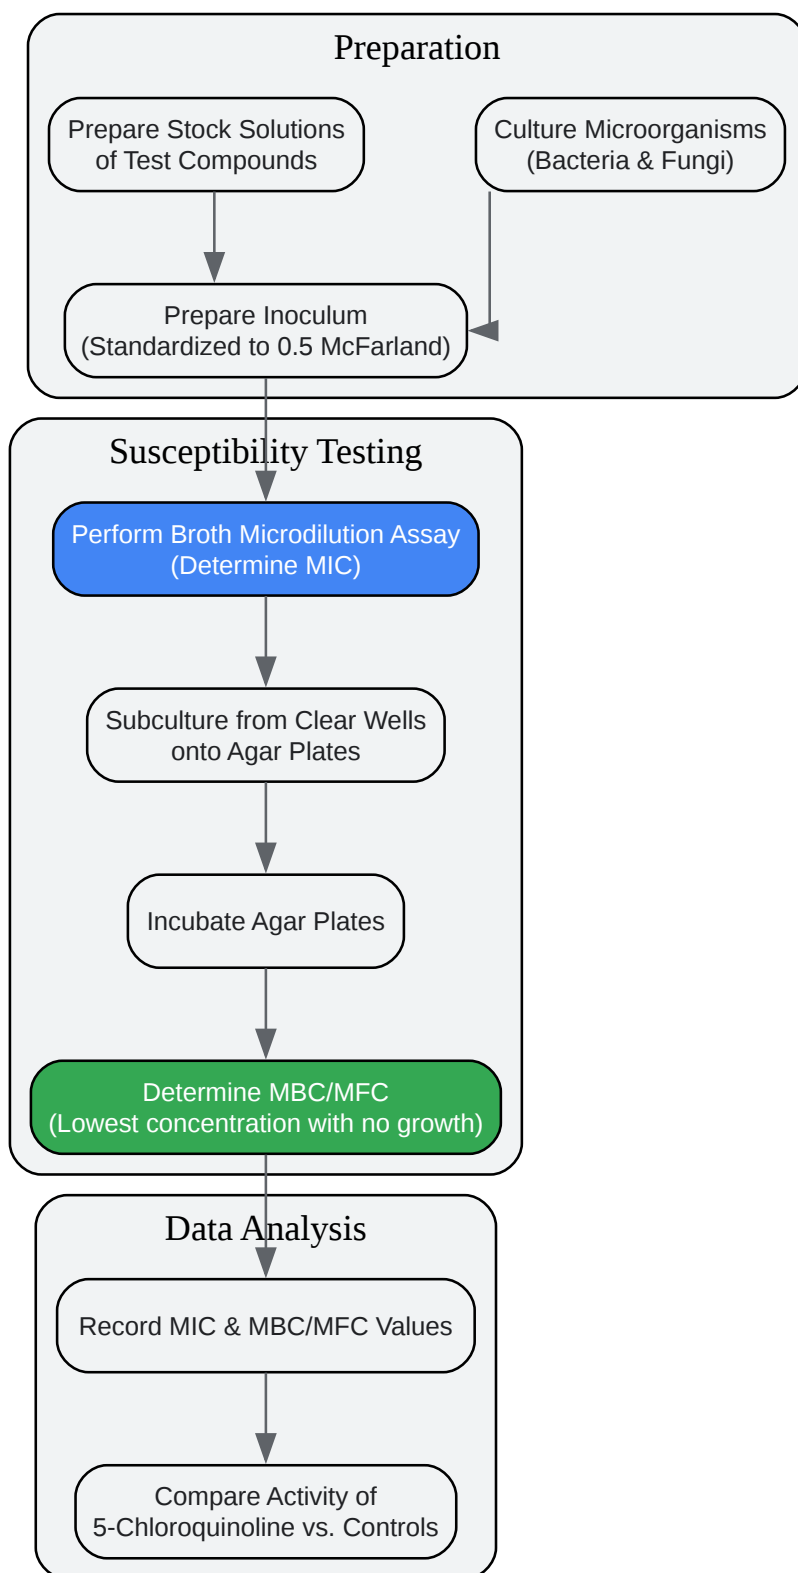 Preparation
Prepare Stock Solutions
of Test Compounds
Culture Microorganisms
(Bacteria & Fungi)
Prepare Inoculum
(Standardized to 0.5 McFarland)
Susceptibility Testing
Perform Broth Microdilution Assay
(Determine MIC)
Subculture from Clear Wells
onto Agar Plates
Incubate Agar Plates
Determine MBC/MFC
(Lowest concentration with no growth)
Data Analysis
Record MIC & MBC/MFC Values
Compare Activity of
5-Chloroquinoline vs. Controls